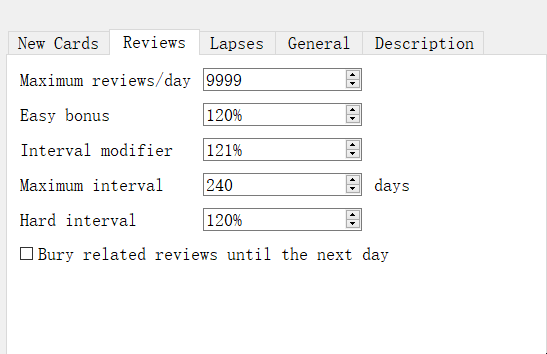 New Cards Reviews Lapses General Description
Maximum reviews/day 9999
Easy bonus 120%
Interval modifier 121%
Maximum interval 240 days
Hard interval 120%
Bury related reviews until the next day